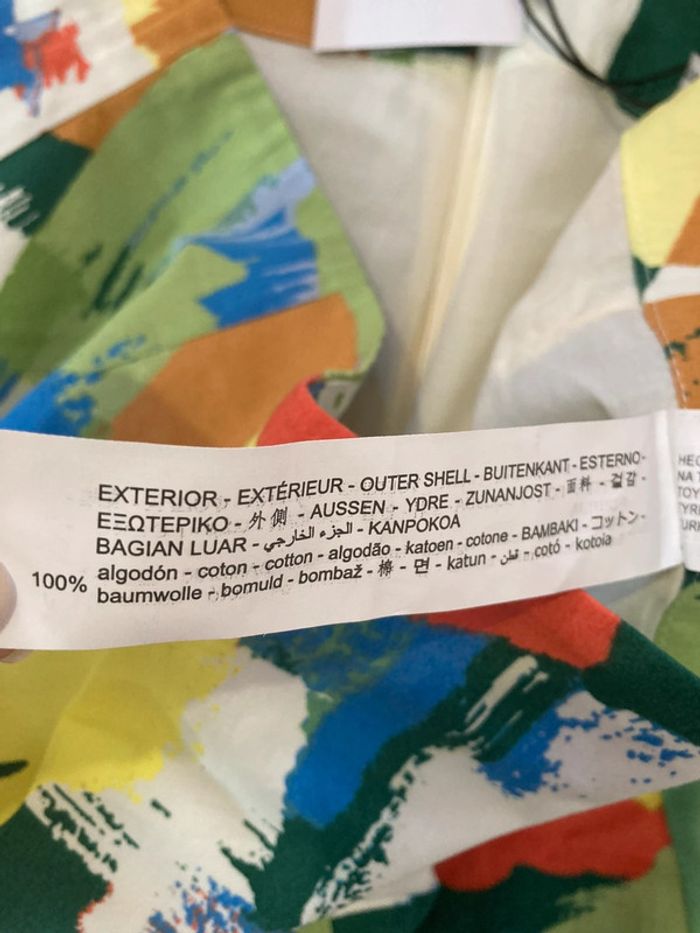 EXTERIOR - EXTÉRIEUR - OUTER SHELL - BUITENKANT - ESTERNO-
ΕΞΩΤΕΡΙΚΟ - 外側 - AUSSEN - YDRE - ZUNANJOST - 面料 - 겉감 -
BAGIAN LUAR - الجزء الخارجي - KANPOKOA
100% algodón - coton - cotton - algodão - katoen - cotone - BAMBAKI - コットン-
baumwolle - bomuld - bombaž - 棉 - 면 - katun - قطن - cotó - kotoia